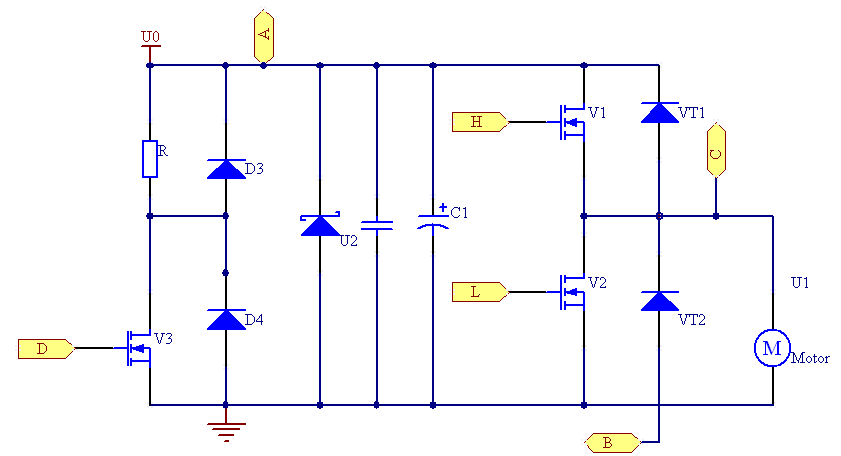 U0
A
R
D3
H
V1
VT1
C
U2
+
C1
L
V2
VT2
U1
D
V3
D4
M
Motor
B